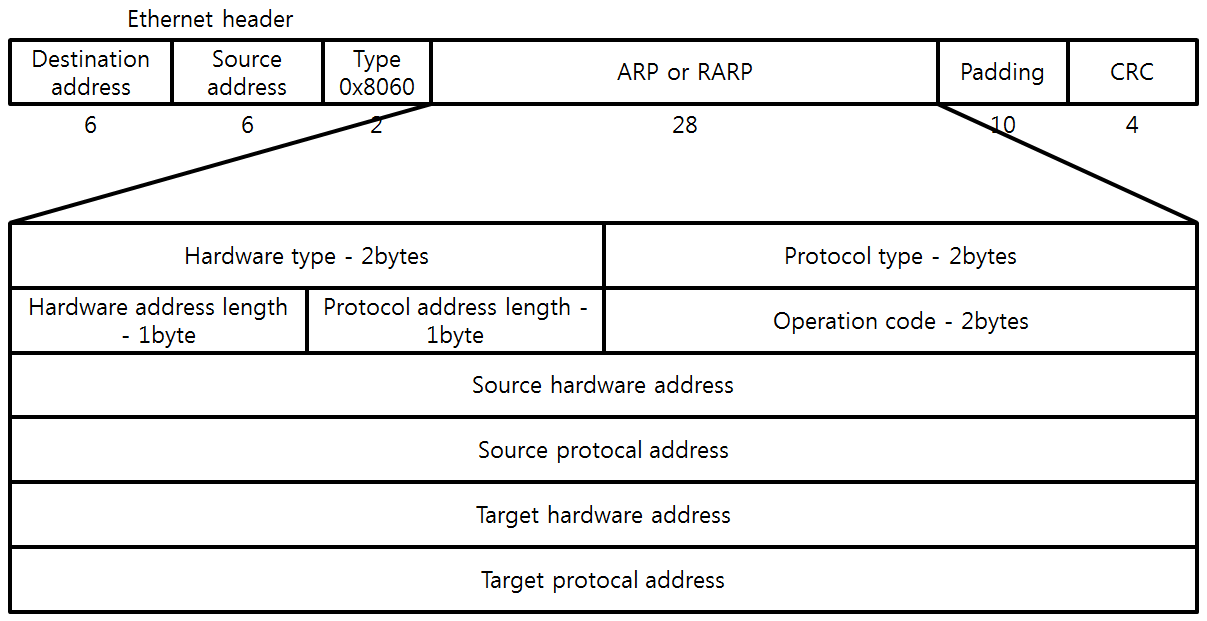 Ethernet header
Destination
address
Source
address
Type
0x8060
ARP or RARP
Padding
CRC
6
6
2
28
10
4
Hardware type - 2bytes
Protocol type - 2bytes
Hardware address length
- 1byte
Protocol address length -
1byte
Operation code - 2bytes
Source hardware address
Source protocal address
Target hardware address
Target protocal address